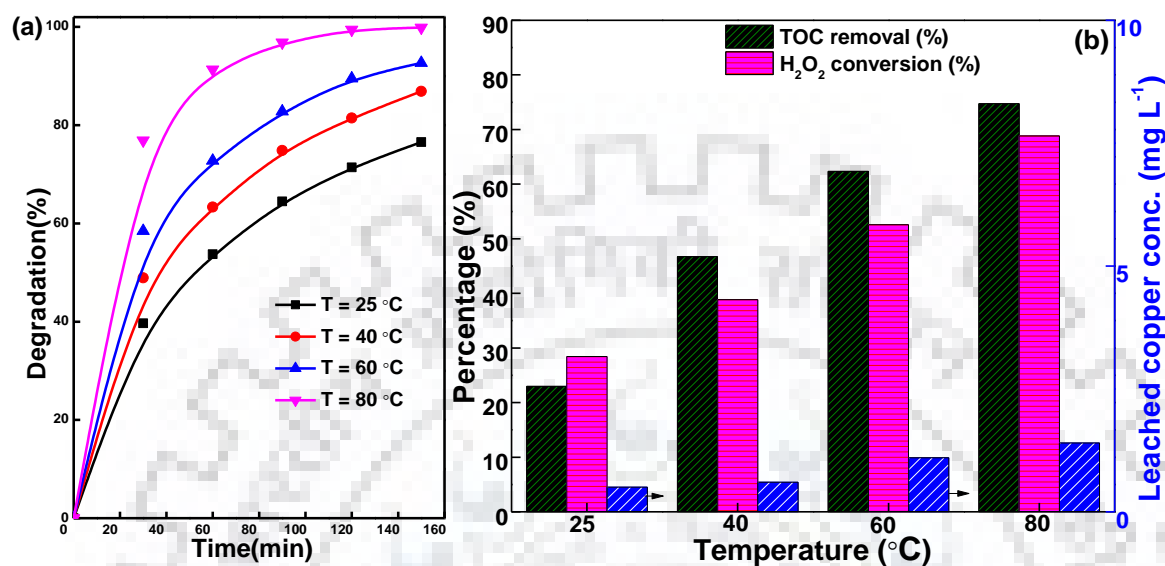 (a)
100
80
60
40
20
0
Degradation(%)
T = 25 °C
T = 40 °C
T = 60 °C
T = 80 °C
0 20 40 60 80 100 120 140 160
Time(min)
(b)
TOC removal (%)
H₂O₂ conversion (%)
90
80
70
60
50
40
30
20
10
0
Percentage (%)
25 40 60 80
Temperature (°C)
10
5
0
Leached copper conc. (mg L⁻¹)